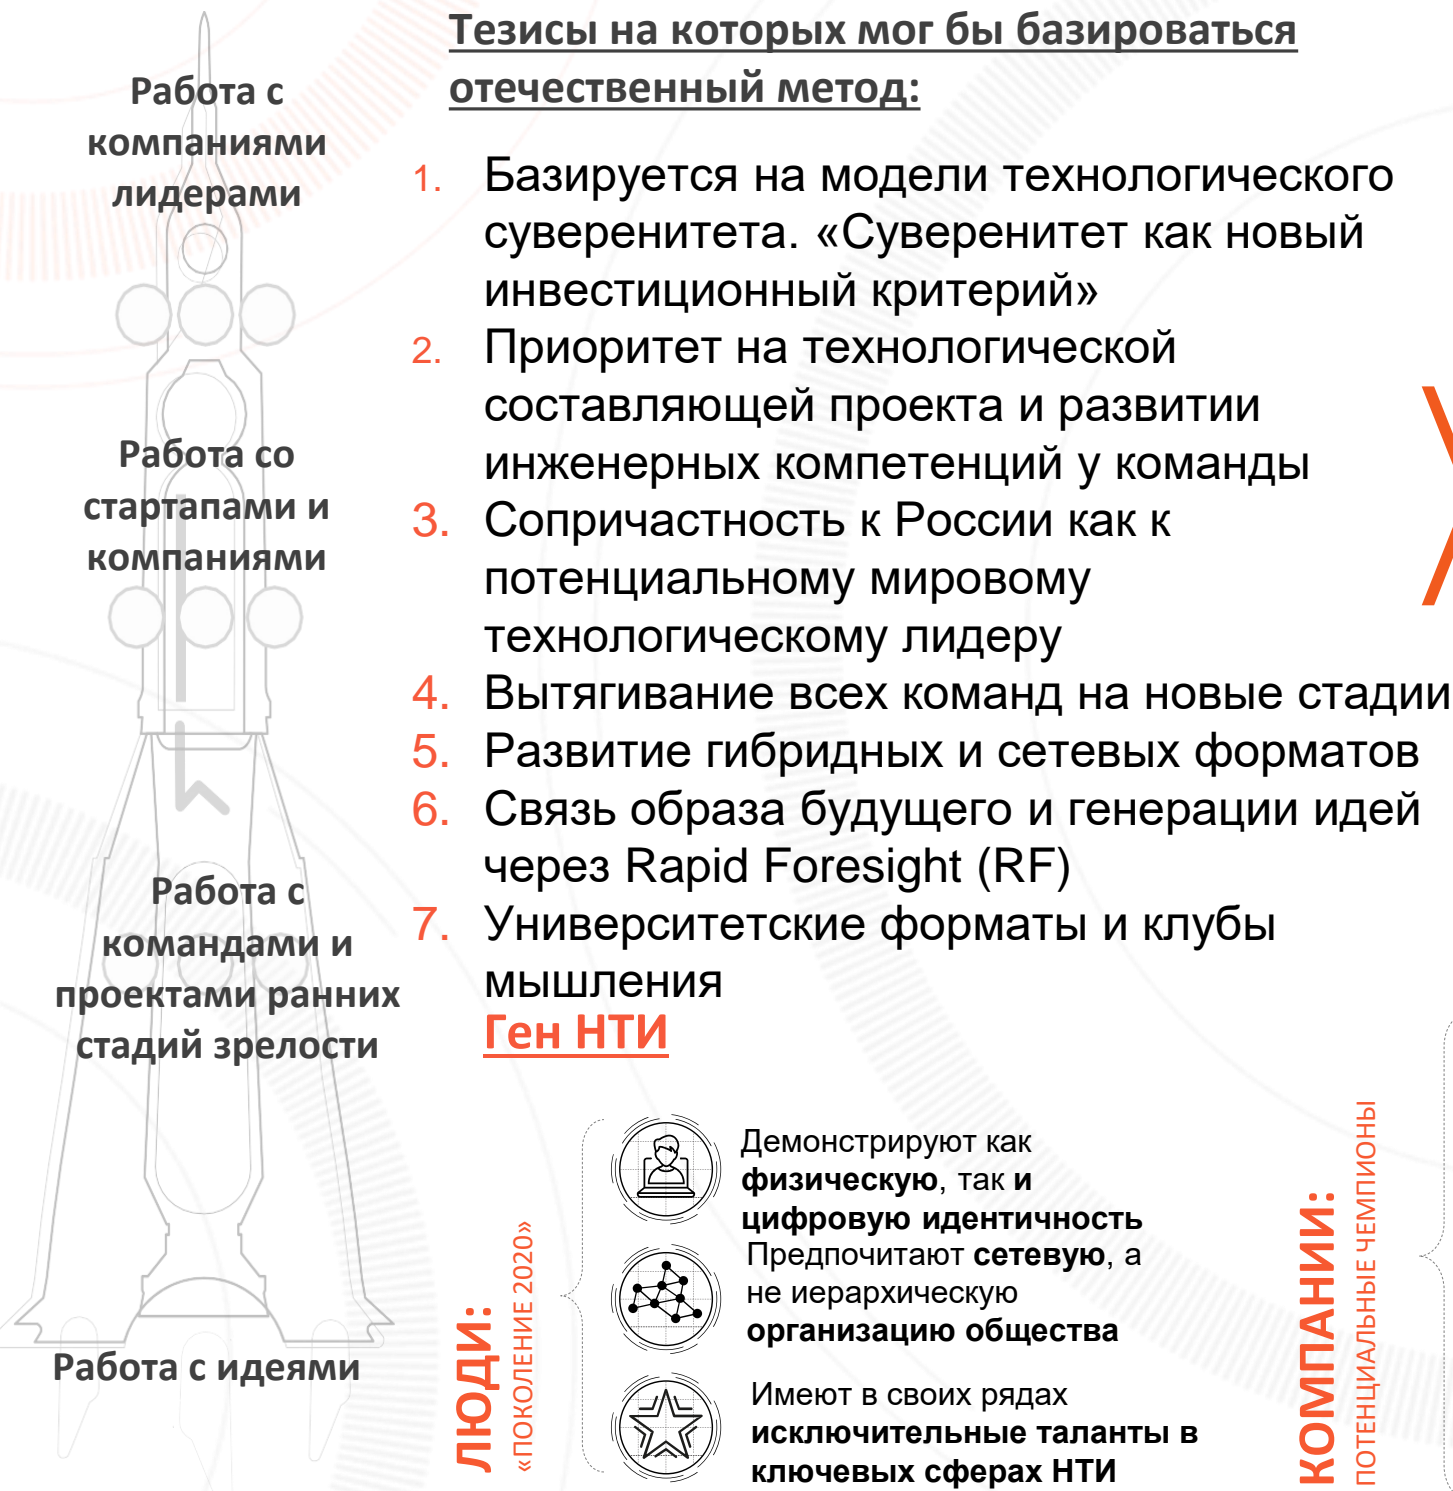 Тезисы на которых мог бы базироваться
отечественный метод:
Работа с
компаниями
лидерами
Работа со
стартапами и
компаниями
Работа с
командами и
проектами ранних
стадий зрелости
Работа с идеями
1. Базируется на модели технологического
суверенитета. «Суверенитет как новый
инвестиционный критерий»
2. Приоритет на технологической
составляющей проекта и развитии
инженерных компетенций у команды
3. Сопричастность к России как к
потенциальному мировому
технологическому лидеру
4. Вытягивание всех команд на новые стадии
5. Развитие гибридных и сетевых форматов
6. Связь образа будущего и генерации идей
через Rapid Foresight (RF)
7. Университетские форматы и клубы
мышления
Ген НТИ
ЛЮДИ:
«ПОКОЛЕНИЕ 2020»
Демонстрируют как
физическую, так и
цифровую идентичность
Предпочитают сетевую, а
не иерархическую
организацию общества
Имеют в своих рядах
исключительные таланты в
ключевых сферах НТИ
КОМПАНИИ:
ПОТЕНЦИАЛЬНЫЕ ЧЕМПИОНЫ